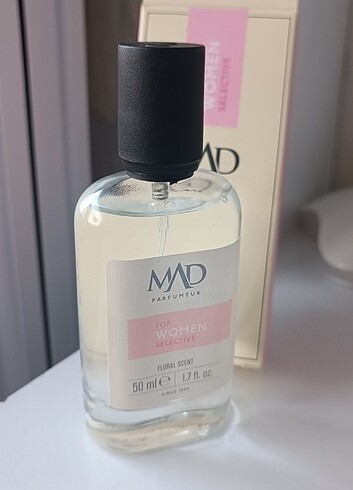 WOMEN
SELECTIVE
MAD
MAD
PARFUMEUR
FOR
WOMEN
SELECTIVE
FLORAL SCENT
50 ml ℮ 1.7 fl. oz.